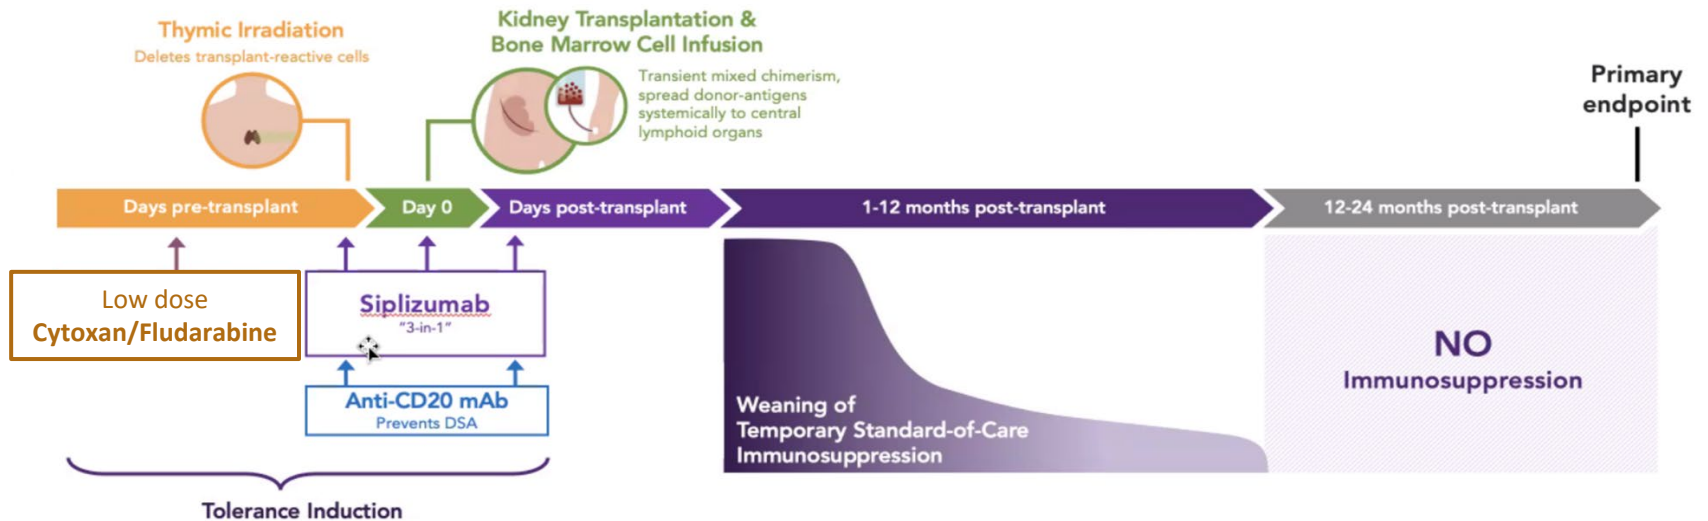 Thymic Irradiation
Deletes transplant-reactive cells
Kidney Transplantation &
Bone Marrow Cell Infusion
Transient mixed chimerism,
spread donor-antigens
systemically to central
lymphoid organs
Primary
endpoint
Days pre-transplant
Day 0
Days post-transplant
1-12 months post-transplant
12-24 months post-transplant
Low dose
Cytoxan/Fludarabine
Siplizumab
"3-in-1"
Anti-CD20 mAb
Prevents DSA
Tolerance Induction
Weaning of
Temporary Standard-of-Care
Immunosuppression
NO
Immunosuppression